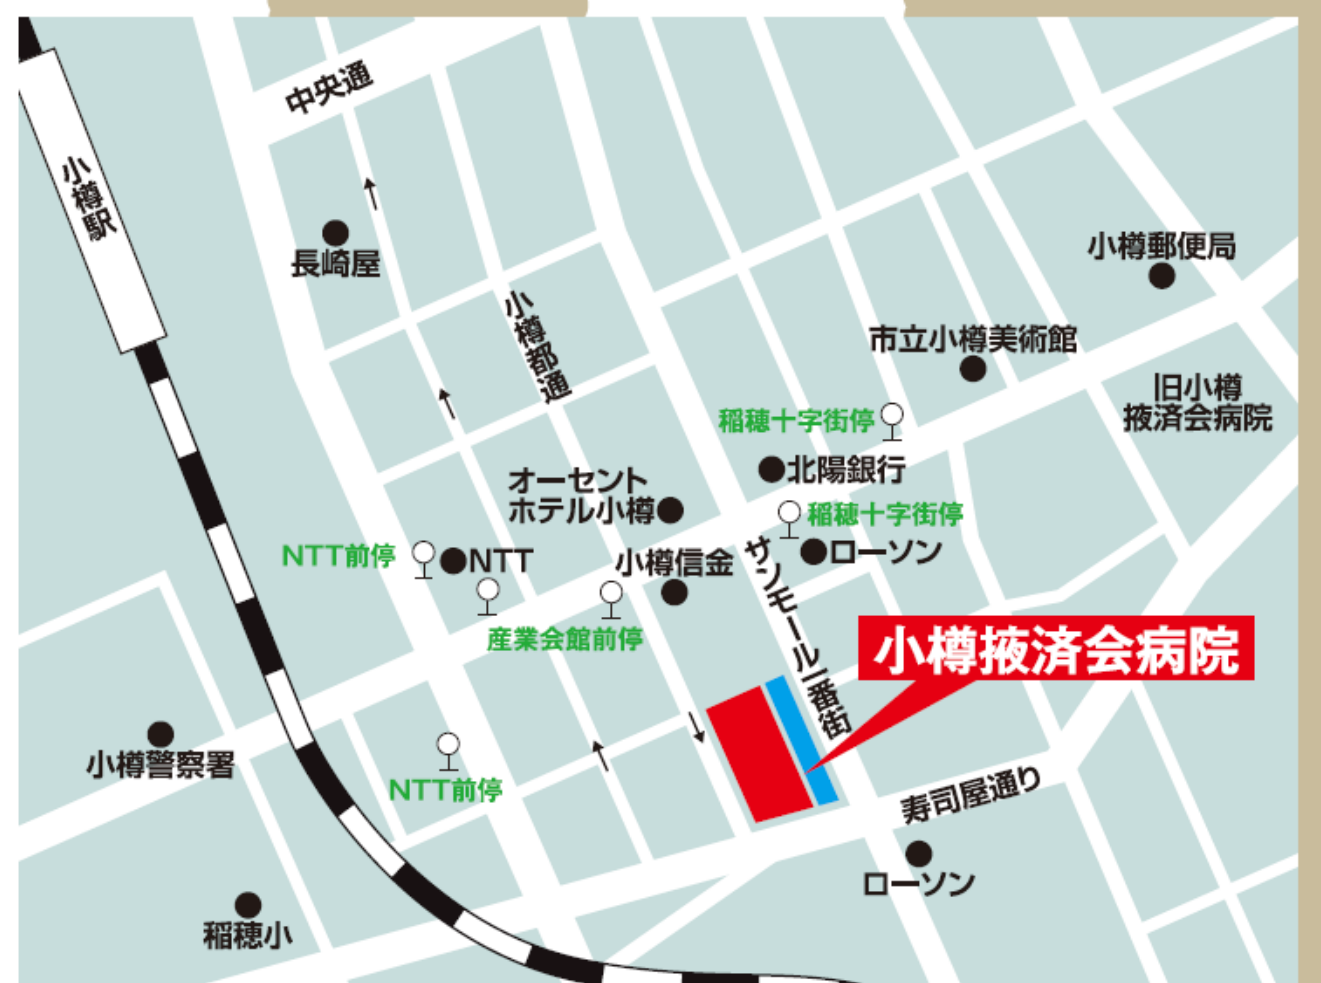 中央通
小樽駅
長崎屋
小樽郵便局
小樽都通
市立小樽美術館
旧小樽
掖済会病院
稲穂十字街停
北陽銀行
オーセント
ホテル小樽
稲穂十字街停
NTT前停
NTT
小樽信金
ローソン
サンモール一番街
産業会館前停
小樽掖済会病院
小樽警察署
NTT前停
寿司屋通り
ローソン
稲穂小